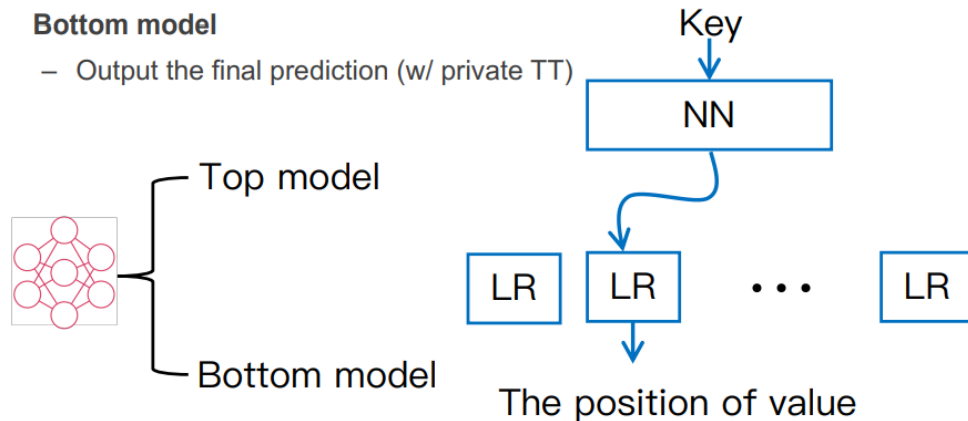 Bottom model
– Output the final prediction (w/ private TT)
Key
NN
Top model
LR
LR
•••
LR
Bottom model
The position of value